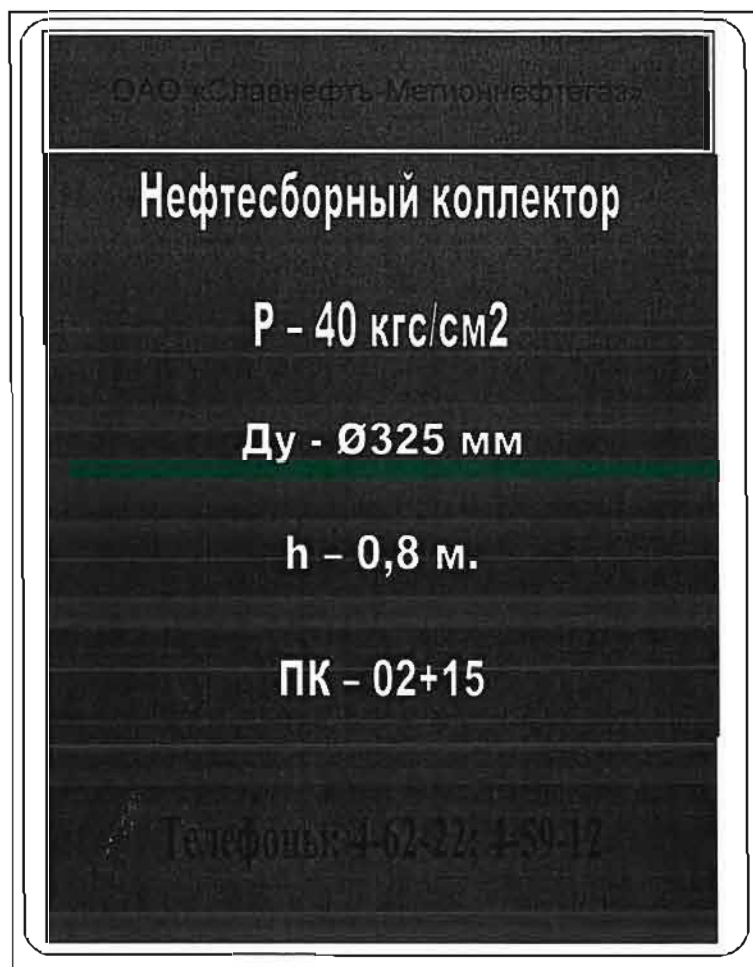 ОАО «Славнефть-Мегионнефтегаз»
Нефтесборный коллектор
Р – 40 кгс/см2
Ду - Ø325 мм
h – 0,8 м.
ПК – 02+15
Телефоны: 4-62-22; 4-59-12